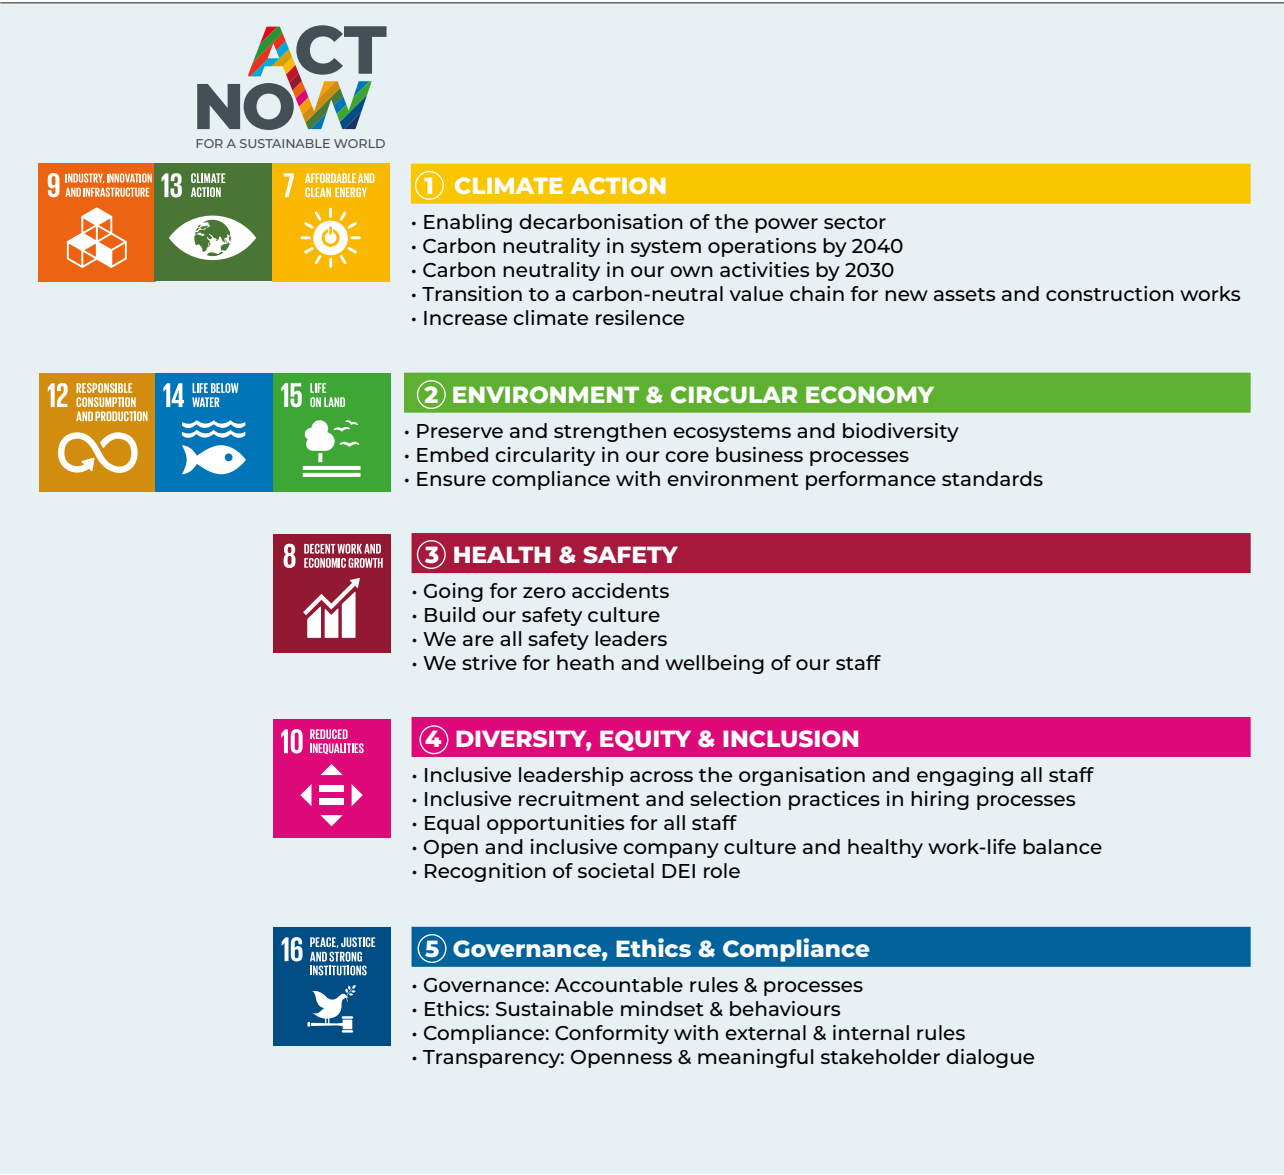 ACT
NOW
FOR A SUSTAINABLE WORLD
9 INDUSTRY, INNOVATION
AND INFRASTRUCTURE
13 CLIMATE
ACTION
7 AFFORDABLE AND
CLEAN ENERGY
1 CLIMATE ACTION
• Enabling decarbonisation of the power sector
• Carbon neutrality in system operations by 2040
• Carbon neutrality in our own activities by 2030
• Transition to a carbon-neutral value chain for new assets and construction works
• Increase climate resilence
12 RESPONSIBLE
CONSUMPTION
AND PRODUCTION
14 LIFE BELOW
WATER
15 LIFE
ON LAND
2 ENVIRONMENT & CIRCULAR ECONOMY
• Preserve and strengthen ecosystems and biodiversity
• Embed circularity in our core business processes
• Ensure compliance with environment performance standards
8 DECENT WORK AND
ECONOMIC GROWTH
3 HEALTH & SAFETY
• Going for zero accidents
• Build our safety culture
• We are all safety leaders
• We strive for heath and wellbeing of our staff
10 REDUCED
INEQUALITIES
4 DIVERSITY, EQUITY & INCLUSION
• Inclusive leadership across the organisation and engaging all staff
• Inclusive recruitment and selection practices in hiring processes
• Equal opportunities for all staff
• Open and inclusive company culture and healthy work-life balance
• Recognition of societal DEI role
16 PEACE, JUSTICE
AND STRONG
INSTITUTIONS
5 Governance, Ethics & Compliance
• Governance: Accountable rules & processes
• Ethics: Sustainable mindset & behaviours
• Compliance: Conformity with external & internal rules
• Transparency: Openness & meaningful stakeholder dialogue